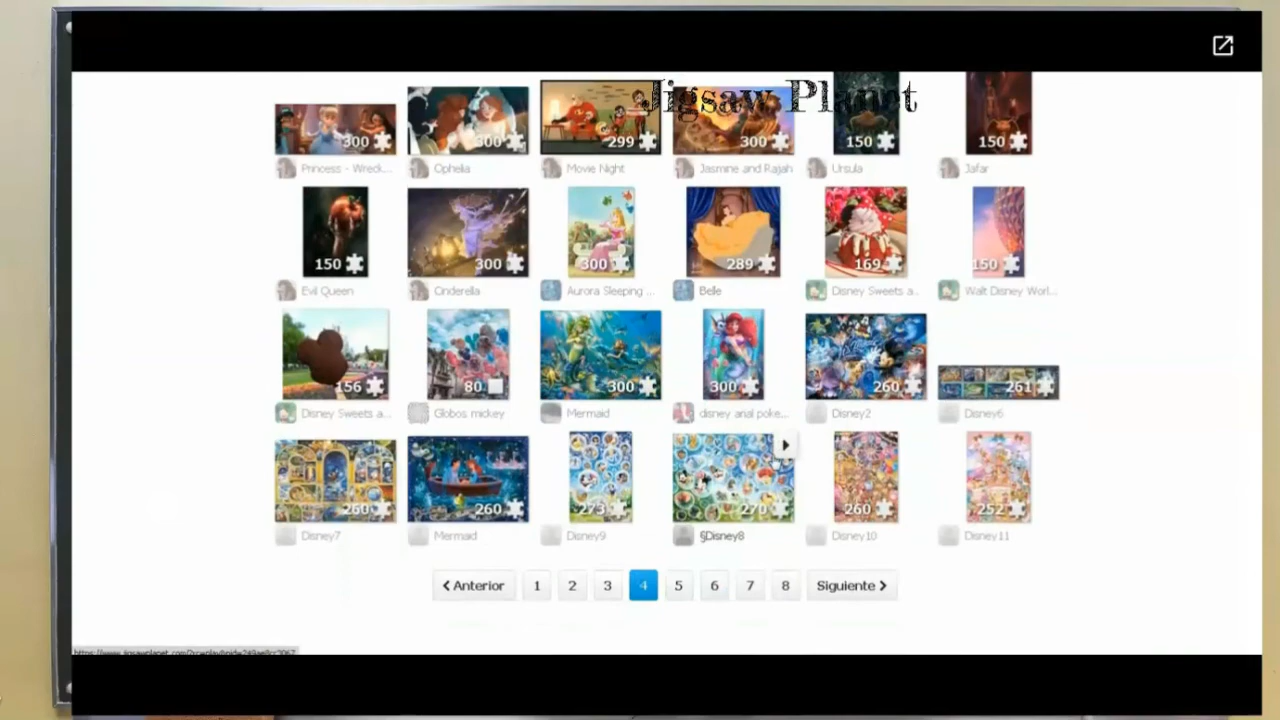 Jigsaw Planet
300 300 299 300 150 150
Princess - Wreck... Ophelia Movie Night Jasmine and Rajah Ursula Jafar
150 300 300 289 169 150
Evil Queen Cinderella Aurora Sleeping ... Belle Disney Sweets a... Walt Disney Worl...
156 80 300 300 260 261
Disney Sweets a... Globos mickey Mermaid disney arial poke... Disney2 Disney6
260 260 273 270 260 252
Disney7 Mermaid Disney9 §Disney8 Disney10 Disney11
Anterior 1 2 3 4 5 6 7 8 Siguiente